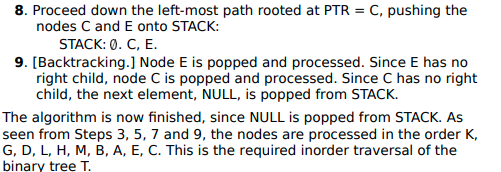 8. Proceed down the left-most path rooted at PTR = C, pushing the
nodes C and E onto STACK:
STACK: ∅. C, E.
9. [Backtracking.] Node E is popped and processed. Since E has no
right child, node C is popped and processed. Since C has no right
child, the next element, NULL, is popped from STACK.
The algorithm is now finished, since NULL is popped from STACK. As
seen from Steps 3, 5, 7 and 9, the nodes are processed in the order K,
G, D, L, H, M, B, A, E, C. This is the required inorder traversal of the
binary tree T.